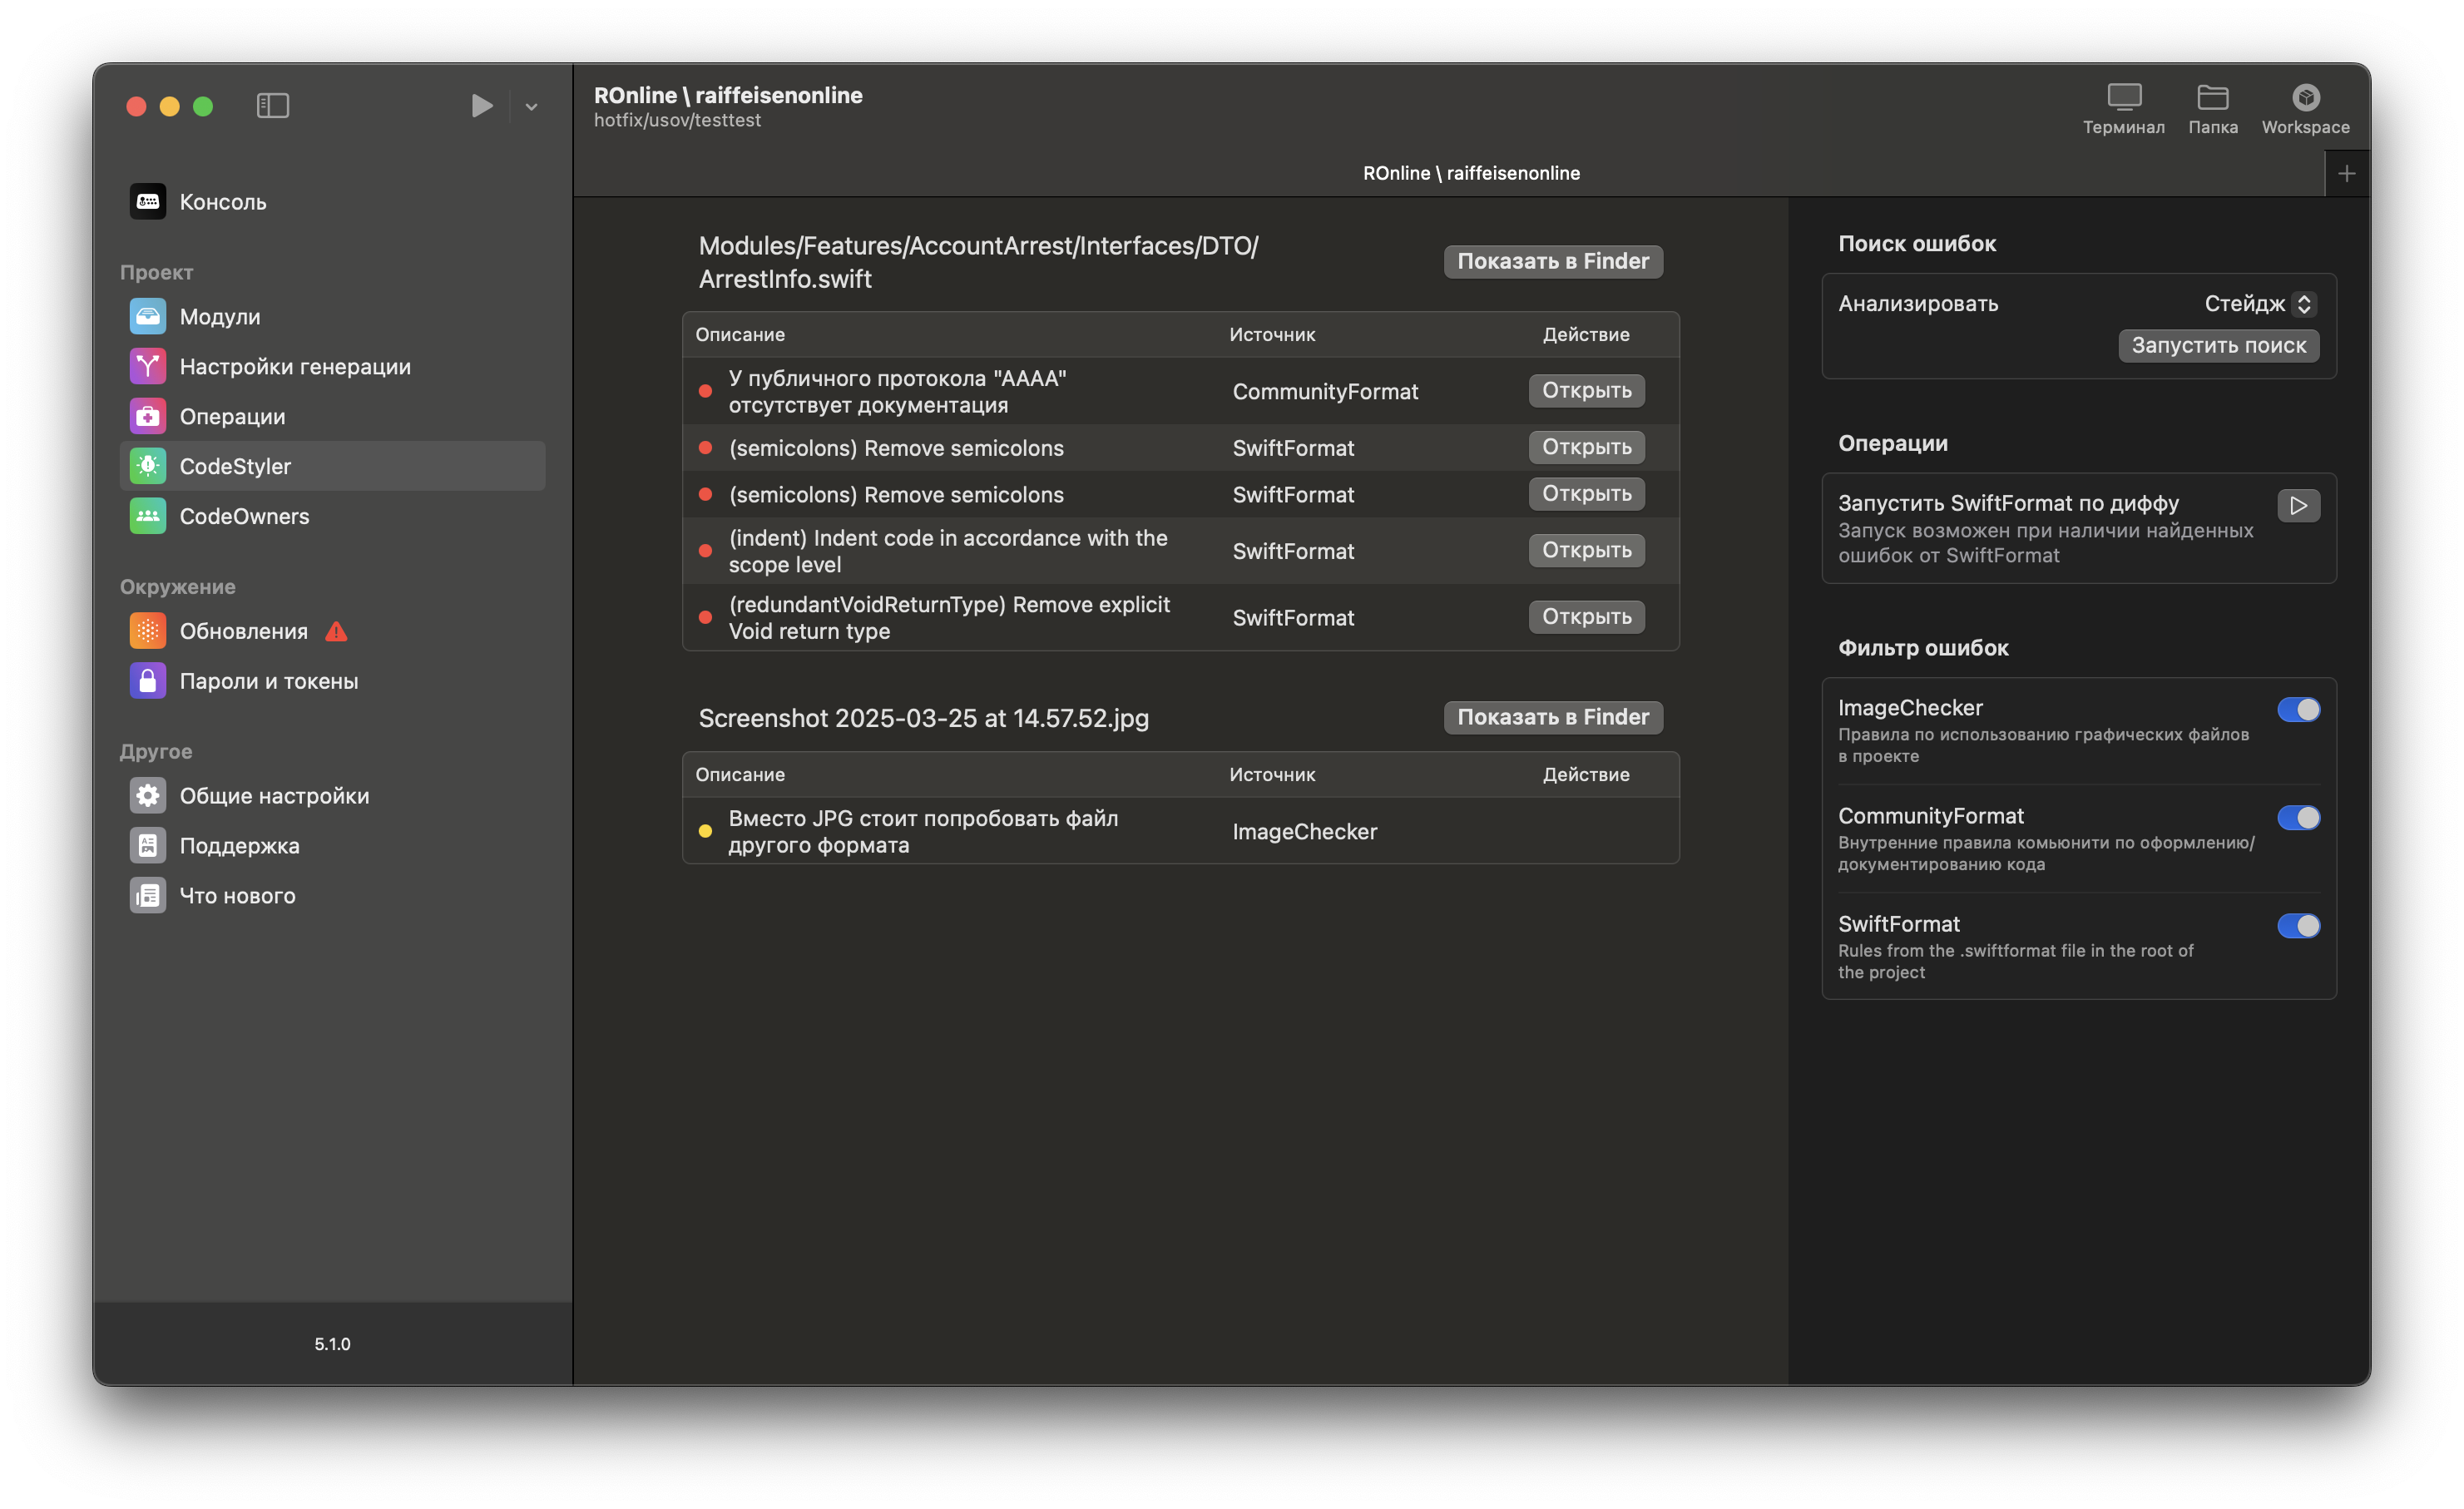 ROnline \ raiffeisenonline
hotfix/usov/testtest
Терминал
Папка
Workspace
ROnline \ raiffeisenonline
Консоль
Проект
Модули
Настройки генерации
Операции
CodeStyler
CodeOwners
Окружение
Обновления
Пароли и токены
Другое
Общие настройки
Поддержка
Что нового
5.1.0
Modules/Features/AccountArrest/Interfaces/DTO/
ArrestInfo.swift
Показать в Finder
Описание
Источник
Действие
У публичного протокола "АААА"
отсутствует документация
CommunityFormat
Открыть
(semicolons) Remove semicolons
SwiftFormat
Открыть
(semicolons) Remove semicolons
SwiftFormat
Открыть
(indent) Indent code in accordance with the
scope level
SwiftFormat
Открыть
(redundantVoidReturnType) Remove explicit
Void return type
SwiftFormat
Открыть
Screenshot 2025-03-25 at 14.57.52.jpg
Показать в Finder
Описание
Источник
Действие
Вместо JPG стоит попробовать файл
другого формата
ImageChecker
Поиск ошибок
Анализировать
Стейдж
Запустить поиск
Операции
Запустить SwiftFormat по диффу
Запуск возможен при наличии найденных
ошибок от SwiftFormat
Фильтр ошибок
ImageChecker
Правила по использованию графических файлов
в проекте
CommunityFormat
Внутренние правила комьюнити по оформлению/
документированию кода
SwiftFormat
Rules from the .swiftformat file in the root of
the project